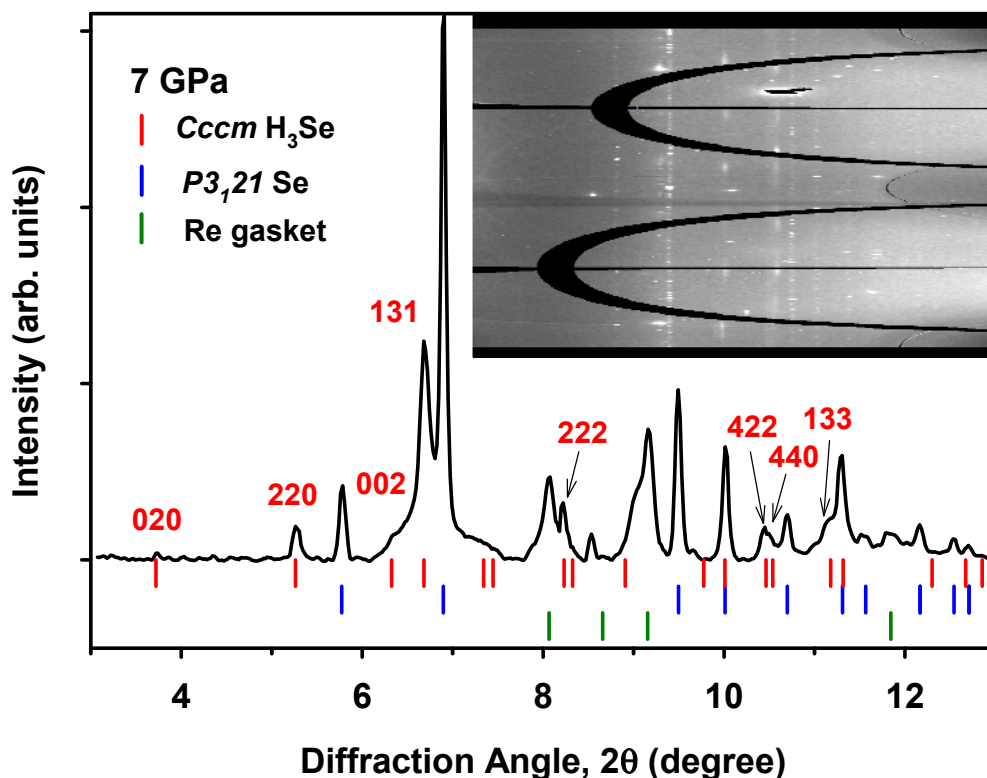 7 GPa
Cccm H₃Se
P3₁21 Se
Re gasket
131
222
422
133
440
002
220
020
Intensity (arb. units)
4 6 8 10 12
Diffraction Angle, 2θ (degree)